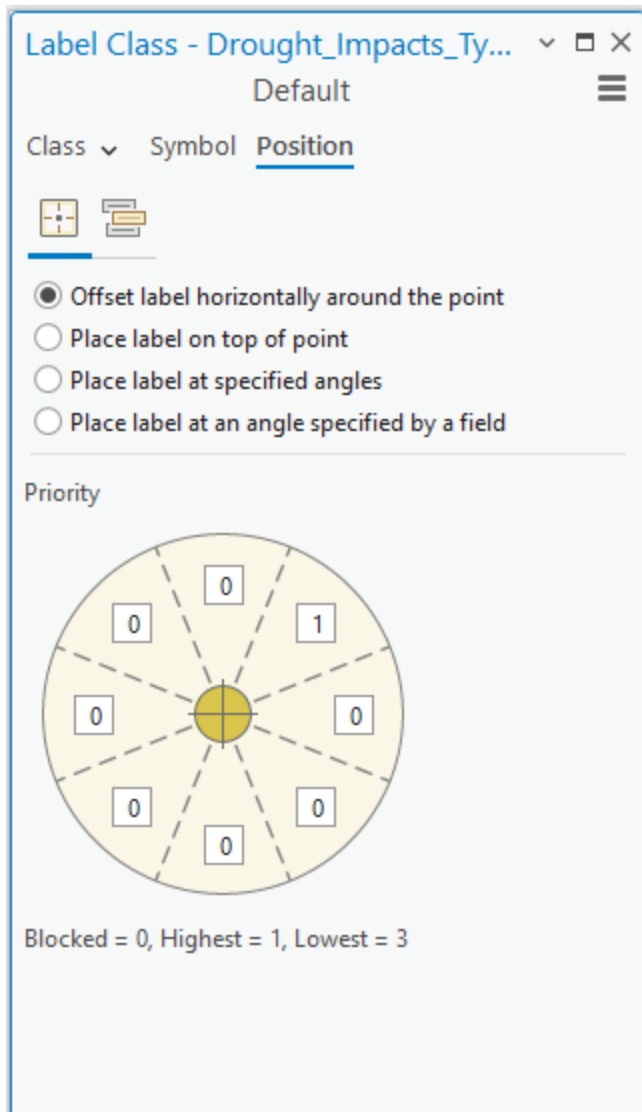 Label Class - Drought_Impacts_Ty...
Default
Class Symbol Position
Offset label horizontally around the point
Place label on top of point
Place label at specified angles
Place label at an angle specified by a field
Priority
0
0 1
0 0
0 0
0
Blocked = 0, Highest = 1, Lowest = 3